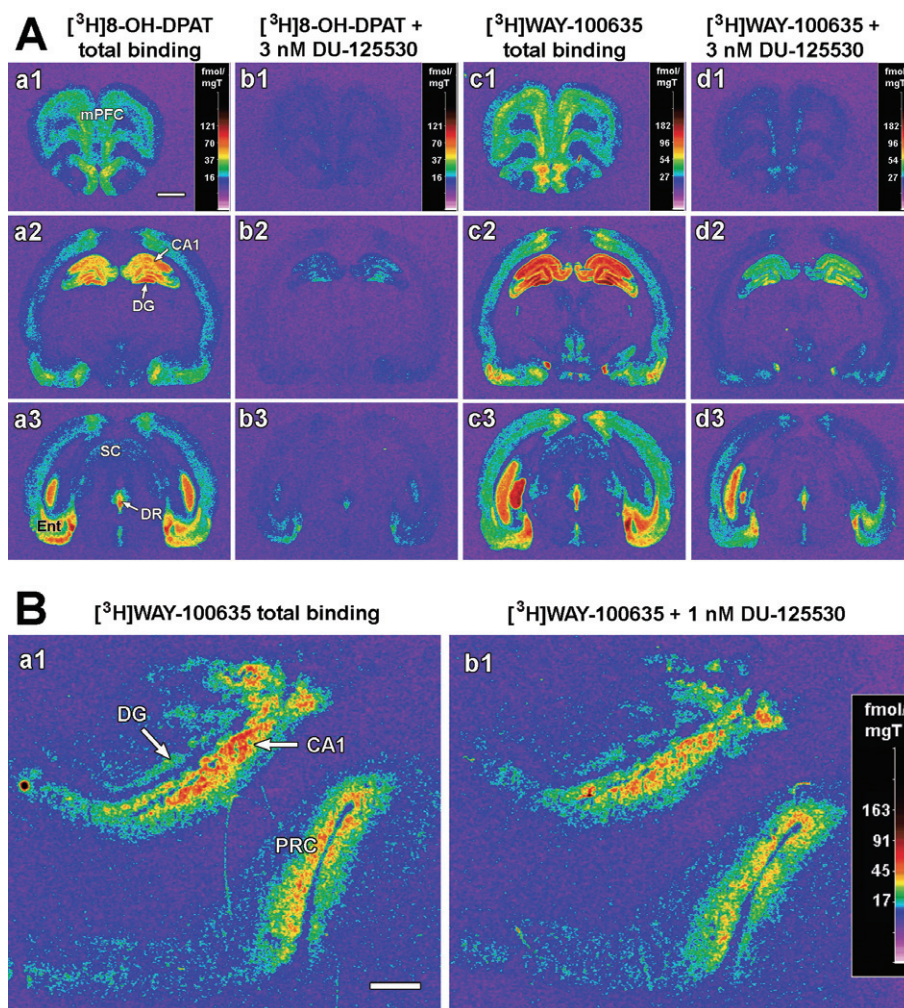 A
[³H]8-OH-DPAT
total binding
[³H]8-OH-DPAT +
3 nM DU-125530
[³H]WAY-100635
total binding
[³H]WAY-100635 +
3 nM DU-125530
a1
mPFC
fmol/
mgT
121
70
37
16
b1
fmol/
mgT
121
70
37
16
c1
fmol/
mgT
182
96
54
27
d1
fmol/
mgT
182
96
54
27
a2
CA1
DG
b2
c2
d2
a3
SC
DR
Ent
b3
c3
d3
B
[³H]WAY-100635 total binding
[³H]WAY-100635 + 1 nM DU-125530
a1
DG
CA1
PRC
b1
fmol/
mgT
163
91
45
17